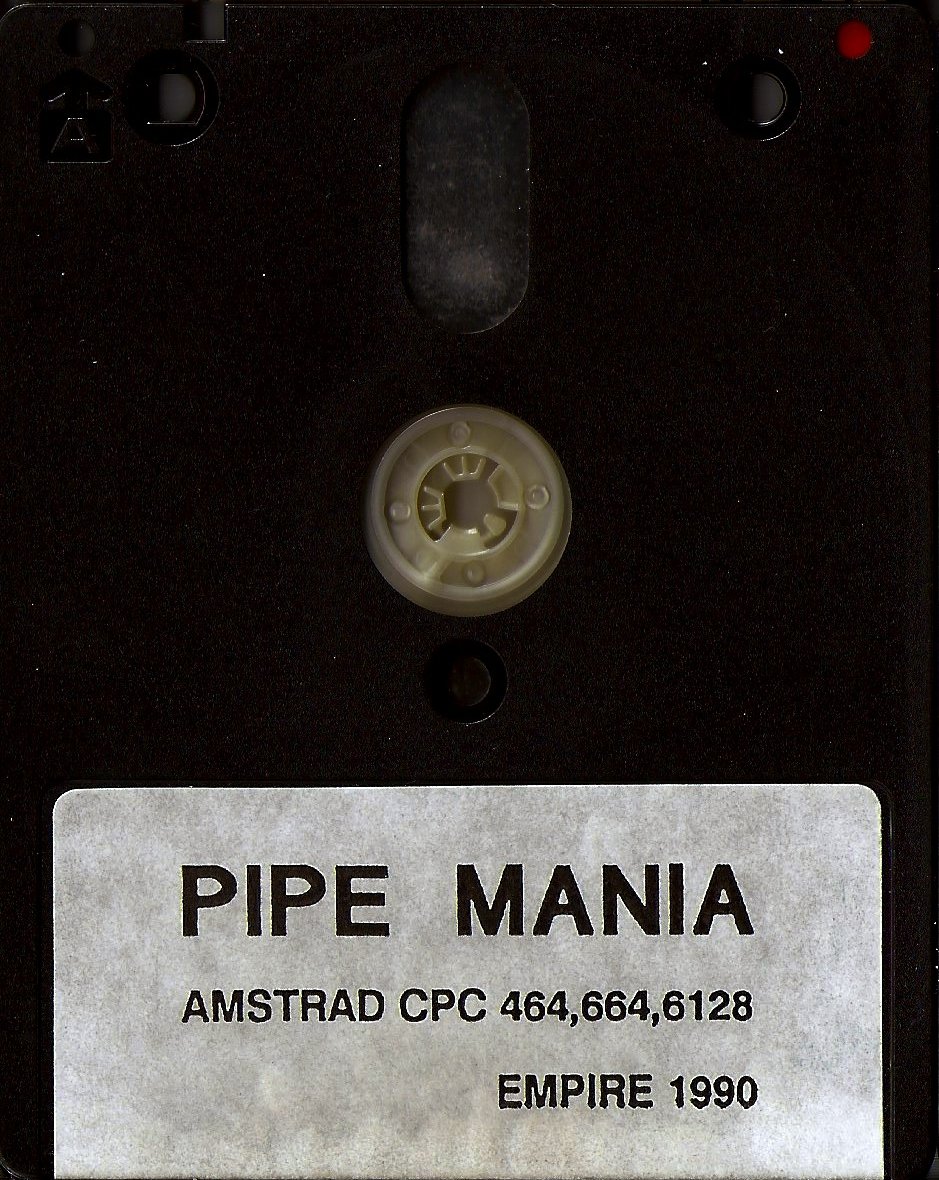 A
PIPE MANIA
AMSTRAD CPC 464,664,6128
EMPIRE 1990